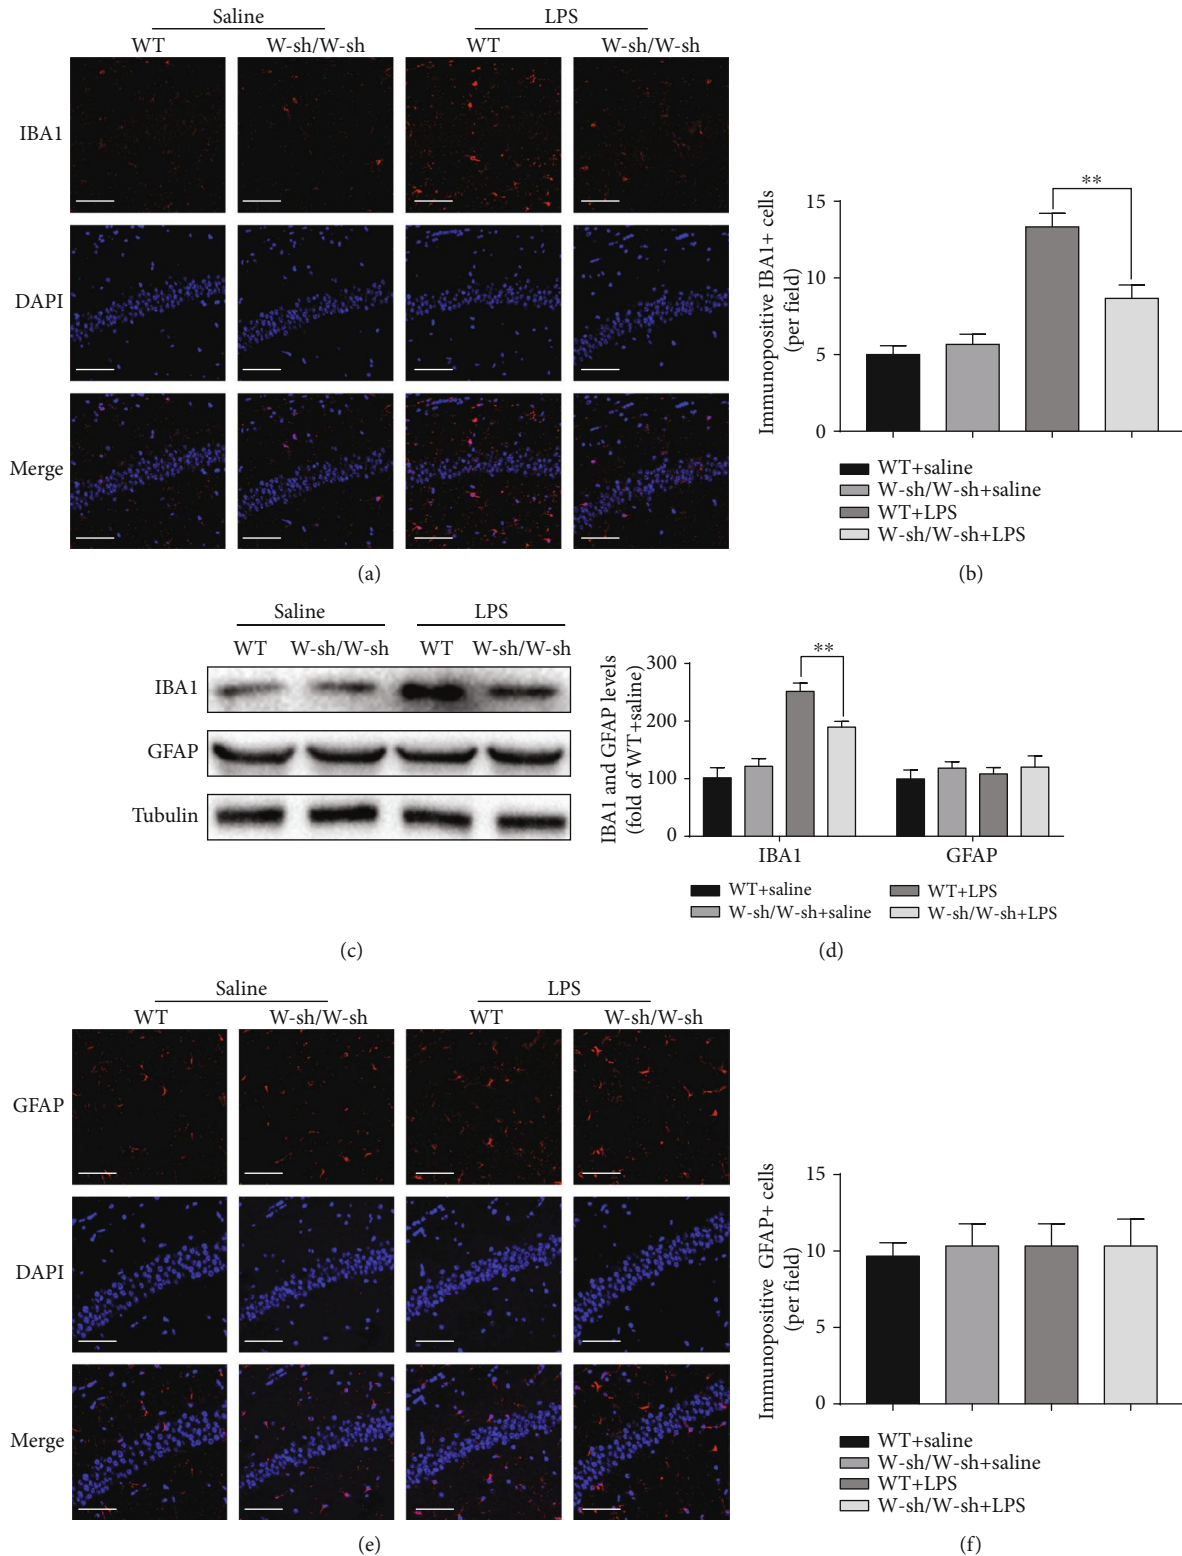 Saline LPS
WT W-sh/W-sh WT W-sh/W-sh
IBA1
DAPI
Merge
(a)
Immunopositive IBA1+ cells
(per field)
15
10
5
0
**
WT+saline
W-sh/W-sh+saline
WT+LPS
W-sh/W-sh+LPS
(b)
Saline LPS
WT W-sh/W-sh WT W-sh/W-sh
IBA1
GFAP
Tubulin
(c)
IBA1 and GFAP levels
(fold of WT+saline)
300
200
100
0
**
IBA1 GFAP
WT+saline WT+LPS
W-sh/W-sh+saline W-sh/W-sh+LPS
(d)
Saline LPS
WT W-sh/W-sh WT W-sh/W-sh
GFAP
DAPI
Merge
(e)
Immunopositive GFAP+ cells
(per field)
15
10
5
0
WT+saline
W-sh/W-sh+saline
WT+LPS
W-sh/W-sh+LPS
(f)